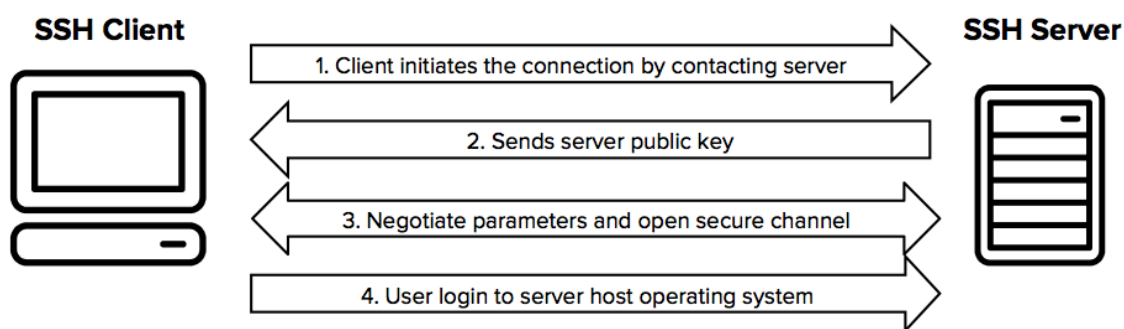 SSH Client
SSH Server
1. Client initiates the connection by contacting server
2. Sends server public key
3. Negotiate parameters and open secure channel
4. User login to server host operating system